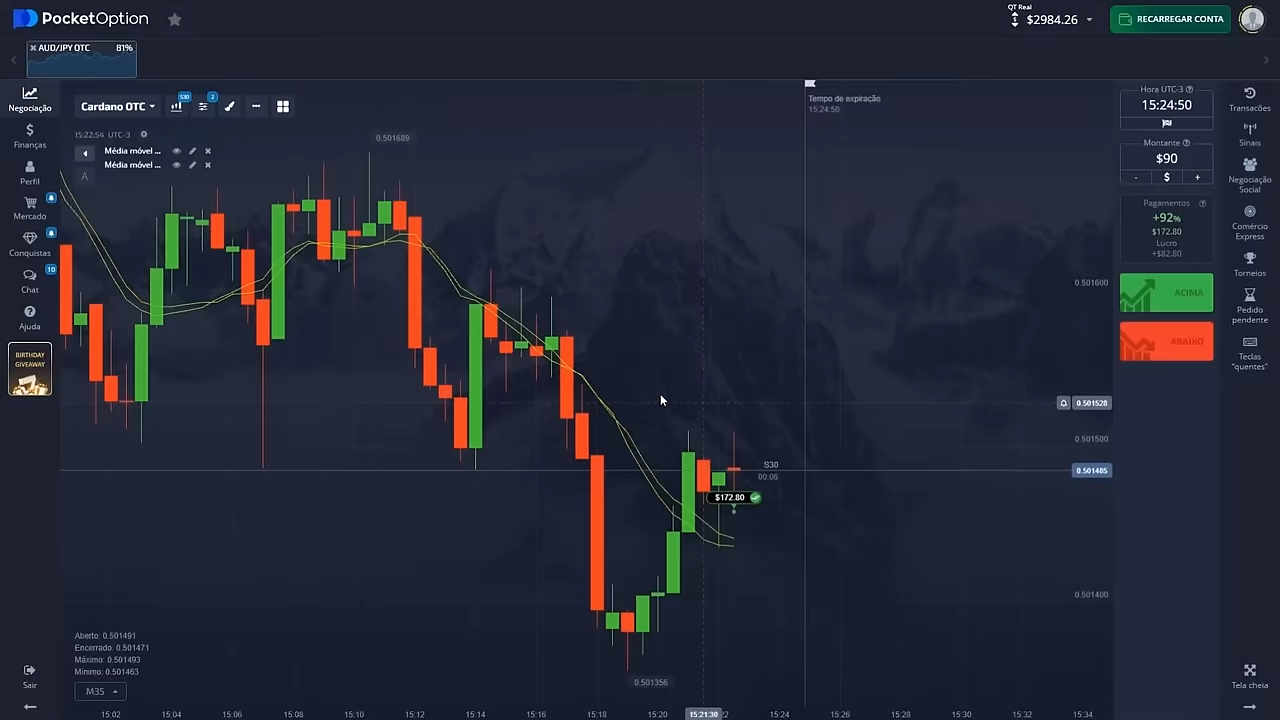 PocketOption
QT Real
$2984.26
RECARREGAR CONTA
AUD/JPY OTC 81%
Negociação
Finanças
Perfil
Mercado
Conquistas
10
Chat
Ajuda
BIRTHDAY
GIVEAWAY
Sair
Cardano OTC
S30
2
15:22:54 UTC-3
Média móvel ...
Média móvel ...
A
0.501689
Tempo de expiração
15:24:50
0.501600
0.501528
0.501500
S30
00:06
0.501485
$172.80
0.501400
0.501356
Aberto: 0.501491
Encerrado: 0.501471
Máximo: 0.501493
Mínimo: 0.501463
M35
15:02
15:04
15:06
15:08
15:10
15:12
15:14
15:16
15:18
15:20
15:21:30
22
15:24
15:26
15:28
15:30
15:32
15:34
Hora UTC-3
15:24:50
Montante
$90
- $ +
Pagamentos
+92%
$172.80
Lucro
+$82.80
ACIMA
ABAIXO
Transações
Sinais
Negociação
Social
Comércio
Express
Torneios
Pedido
pendente
Teclas
"quentes"
Tela cheia